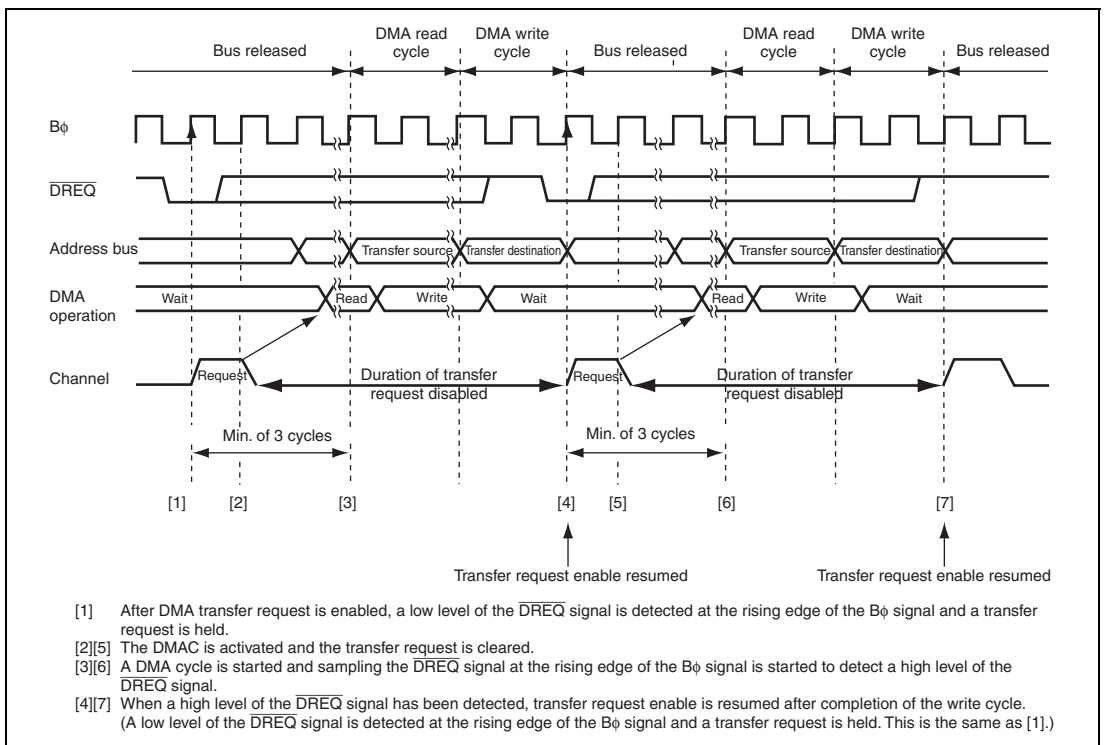 Bus released
DMA read cycle
DMA write cycle
Bus released
DMA read cycle
DMA write cycle
Bus released
Bφ
DREQ
Address bus
Transfer source
Transfer destination
Transfer source
Transfer destination
DMA operation
Wait
Read
Write
Wait
Read
Write
Wait
Channel
Request
Duration of transfer request disabled
Request
Duration of transfer request disabled
Min. of 3 cycles
Min. of 3 cycles
[1]
[2]
[3]
[4]
[5]
[6]
[7]
Transfer request enable resumed
Transfer request enable resumed
[1] After DMA transfer request is enabled, a low level of the DREQ signal is detected at the rising edge of the Bφ signal and a transfer
request is held.
[2][5] The DMAC is activated and the transfer request is cleared.
[3][6] A DMA cycle is started and sampling the DREQ signal at the rising edge of the Bφ signal is started to detect a high level of the
DREQ signal.
[4][7] When a high level of the DREQ signal has been detected, transfer request enable is resumed after completion of the write cycle.
(A low level of the DREQ signal is detected at the rising edge of the Bφ signal and a transfer request is held. This is the same as [1].)